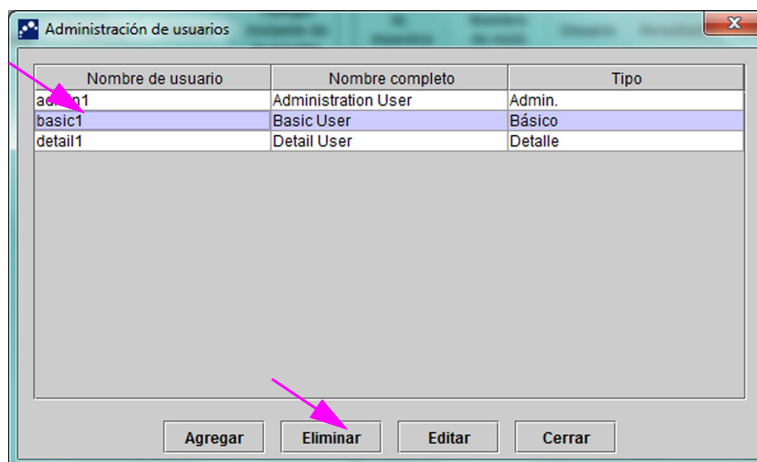 Administración de usuarios
Nombre de usuario Nombre completo Tipo
admin1 Administration User Admin.
basic1 Basic User Básico
detail1 Detail User Detalle
Agregar Eliminar Editar Cerrar